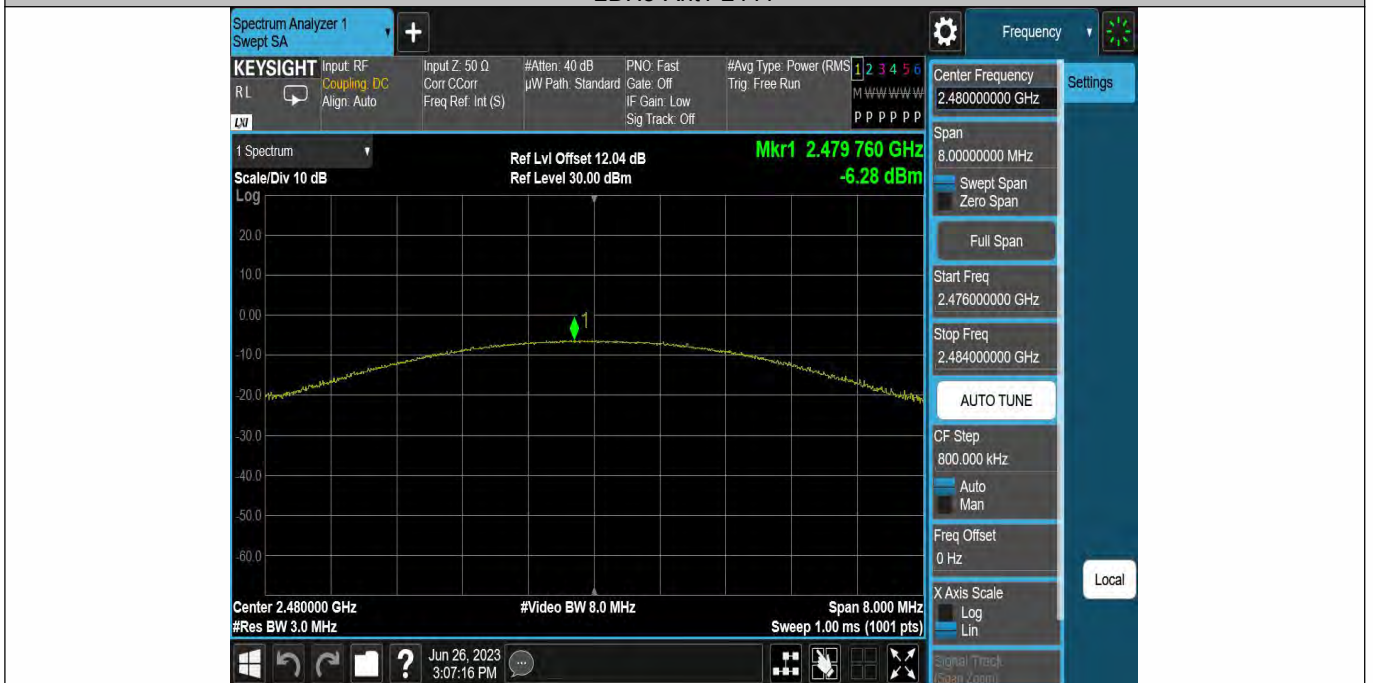 Spectrum Analyzer 1
Swept SA
+
Frequency
KEYSIGHT
RL
LXI
Input: RF
Coupling: DC
Align: Auto
Input Z: 50 Ω
Corr CCorr
Freq Ref: Int (S)
#Atten: 40 dB
µW Path: Standard
PNO: Fast
Gate: Off
IF Gain: Low
Sig Track: Off
#Avg Type: Power (RMS
Trig: Free Run
1 2 3 4 5 6
M W W W W W
P P P P P P
Center Frequency
2.480000000 GHz
Settings
Span
8.00000000 MHz
Swept Span
Zero Span
Full Span
Start Freq
2.476000000 GHz
Stop Freq
2.484000000 GHz
AUTO TUNE
CF Step
800.000 kHz
Auto
Man
Freq Offset
0 Hz
X Axis Scale
Log
Lin
Signal Track
(Span Zoom)
Local
1 Spectrum
Scale/Div 10 dB
Ref Lvl Offset 12.04 dB
Ref Level 30.00 dBm
Mkr1 2.479 760 GHz
-6.28 dBm
Log
20.0
10.0
0.00
-10.0
-20.0
-30.0
-40.0
-50.0
-60.0
1
Center 2.480000 GHz
#Res BW 3.0 MHz
#Video BW 8.0 MHz
Span 8.000 MHz
Sweep 1.00 ms (1001 pts)
?
Jun 26, 2023
3:07:16 PM